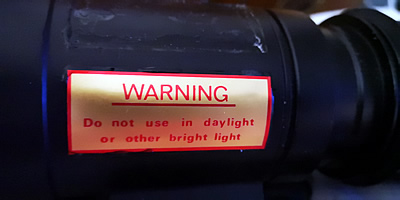 WARNING
Do not use in daylight
or other bright light